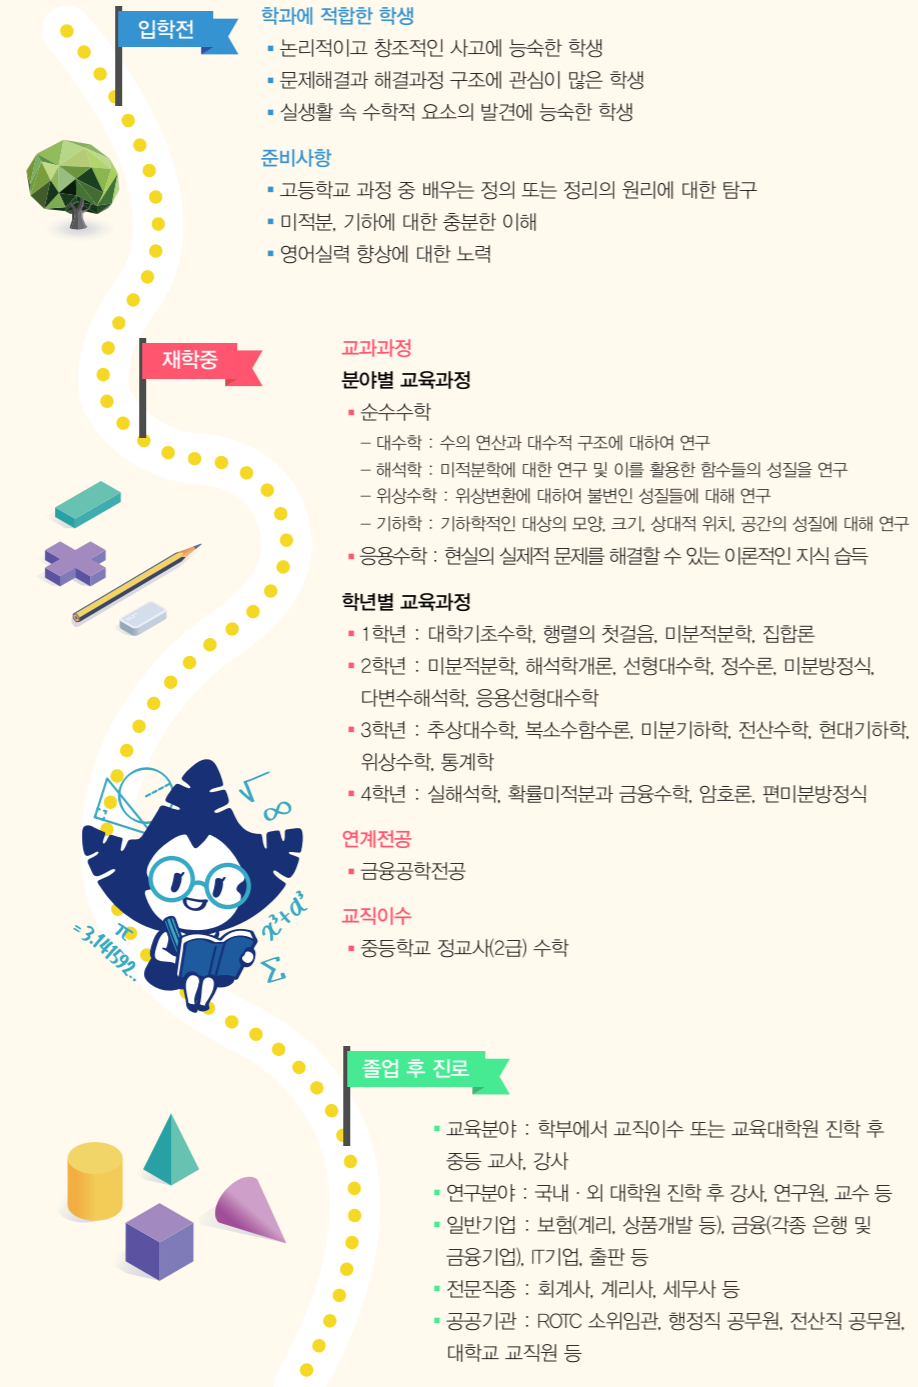 입학전
학과에 적합한 학생
▪ 논리적이고 창조적인 사고에 능숙한 학생
▪ 문제해결과 해결과정 구조에 관심이 많은 학생
▪ 실생활 속 수학적 요소의 발견에 능숙한 학생
준비사항
▪ 고등학교 과정 중 배우는 정의 또는 정리의 원리에 대한 탐구
▪ 미적분, 기하에 대한 충분한 이해
▪ 영어실력 향상에 대한 노력
재학중
교과과정
분야별 교육과정
▪ 순수수학
– 대수학 : 수의 연산과 대수적 구조에 대하여 연구
– 해석학 : 미적분학에 대한 연구 및 이를 활용한 함수들의 성질을 연구
– 위상수학 : 위상변환에 대하여 불변인 성질들에 대해 연구
– 기하학 : 기하학적인 대상의 모양, 크기, 상대적 위치, 공간의 성질에 대해 연구
▪ 응용수학 : 현실의 실제적 문제를 해결할 수 있는 이론적인 지식 습득
학년별 교육과정
▪ 1학년 : 대학기초수학, 행렬의 첫걸음, 미분적분학, 집합론
▪ 2학년 : 미분적분학, 해석학개론, 선형대수학, 정수론, 미분방정식,
다변수해석학, 응용선형대수학
▪ 3학년 : 추상대수학, 복소수함수론, 미분기하학, 전산수학, 현대기하학,
위상수학, 통계학
▪ 4학년 : 실해석학, 확률미적분과 금융수학, 암호론, 편미분방정식
연계전공
▪ 금융공학전공
교직이수
▪ 중등학교 정교사(2급) 수학
√
∞
x³+a³
Σ
π
=3.141592..
졸업 후 진로
▪ 교육분야 : 학부에서 교직이수 또는 교육대학원 진학 후
중등 교사, 강사
▪ 연구분야 : 국내 · 외 대학원 진학 후 강사, 연구원, 교수 등
▪ 일반기업 : 보험(계리, 상품개발 등), 금융(각종 은행 및
금융기업), IT기업, 출판 등
▪ 전문직종 : 회계사, 계리사, 세무사 등
▪ 공공기관 : ROTC 소위임관, 행정직 공무원, 전산직 공무원,
대학교 교직원 등